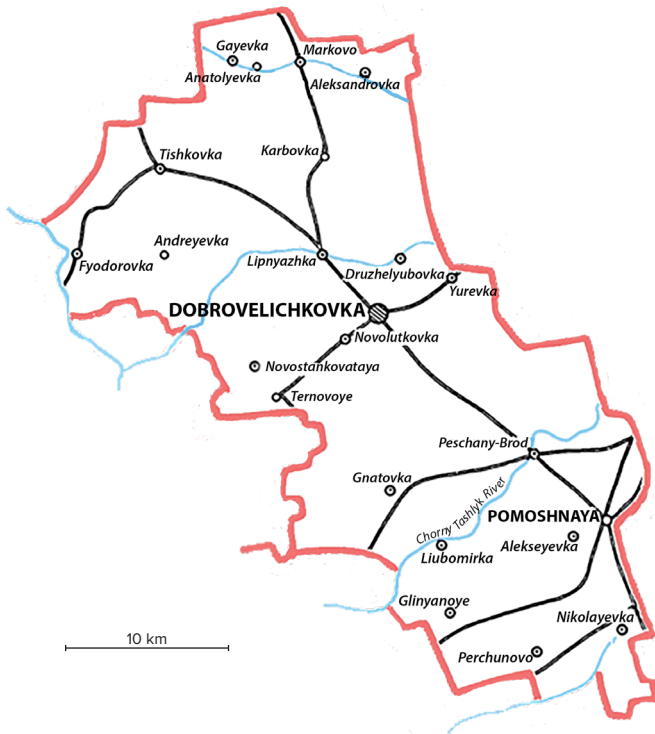 Gayevka
Markovo
Anatolyevka
Aleksandrovka
Karbovka
Tishkovka
Andreyevka
Lipnyazhka
Fyodorovka
Druzhelyubovka
Yurevka
DOBROVELICHKOVKA
Novolutkovka
Novostankovataya
Ternovoye
Peschany-Brod
Gnatovka
Chorny Tashlyk River
POMOSHNAYA
Alekseyevka
Liubomirka
Glinyanoye
Nikolayevka
10 km
Perchunovo